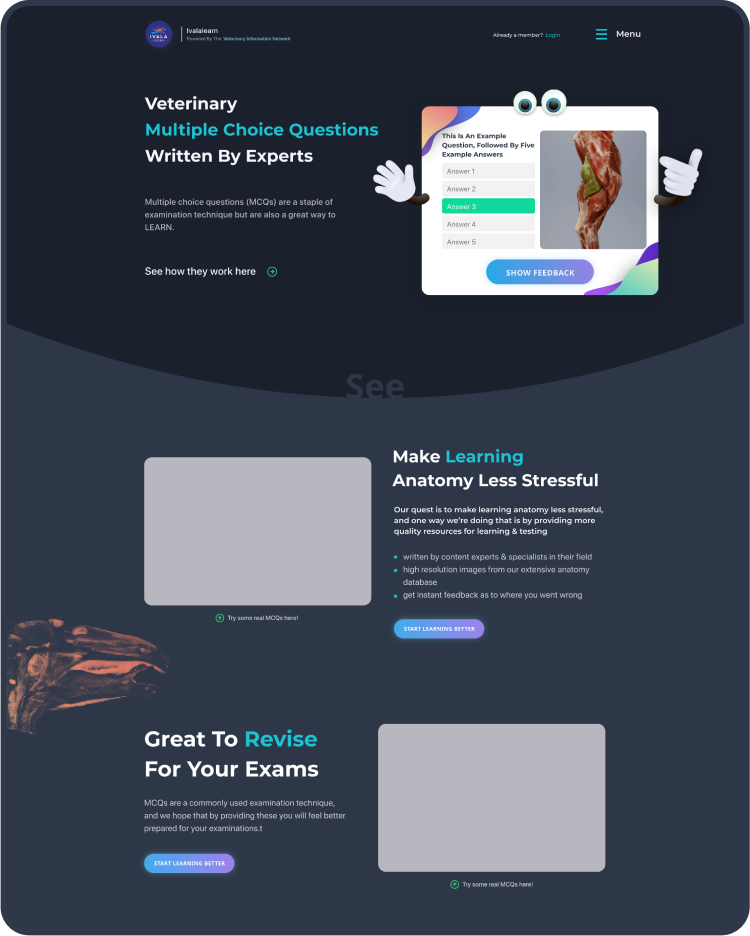 IVALA
LEARN
Ivalalearn
Powered By The Veterinary Information Network
Already a member? Login
Menu
Veterinary
Multiple Choice Questions
Written By Experts
Multiple choice questions (MCQs) are a staple of
examination technique but are also a great way to
LEARN.
See how they work here
This Is An Example
Question, Followed By Five
Example Answers
Answer 1
Answer 2
Answer 3
Answer 4
Answer 5
SHOW FEEDBACK
See
Make Learning
Anatomy Less Stressful
Our quest is to make learning anatomy less stressful,
and one way we're doing that is by providing more
quality resources for learning & testing
written by content experts & specialists in their field
high resolution images from our extensive anatomy
database
get instant feedback as to where you went wrong
Try some real MCQs here!
START LEARNING BETTER
Great To Revise
For Your Exams
MCQs are a commonly used examination technique,
and we hope that by providing these you will feel better
prepared for your examinations.t
START LEARNING BETTER
Try some real MCQs here!